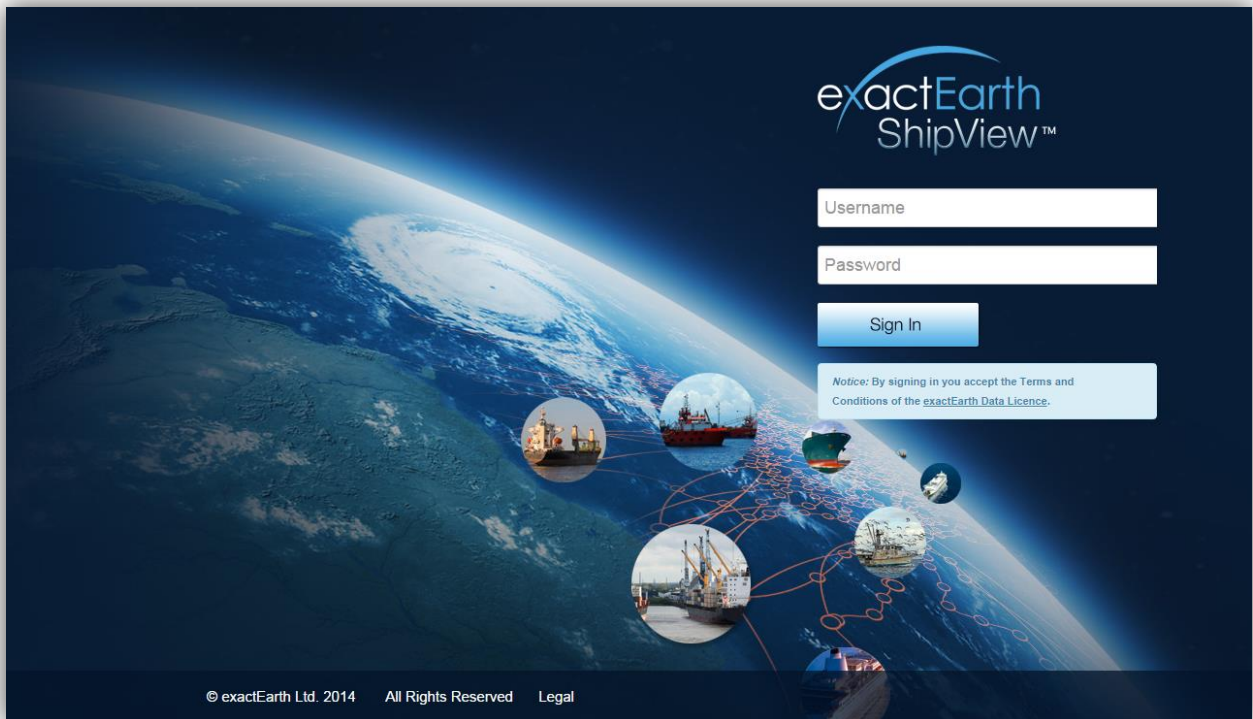 exactEarth
ShipView™
Username
Password
Sign In
Notice: By signing in you accept the Terms and
Conditions of the exactEarth Data Licence.
© exactEarth Ltd. 2014 All Rights Reserved Legal